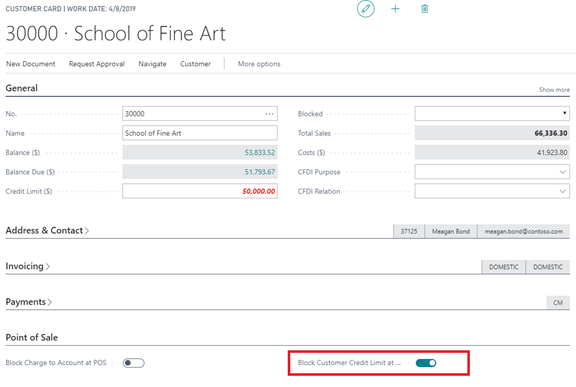 CUSTOMER CARD | WORK DATE: 4/8/2019
30000 · School of Fine Art
New Document Request Approval Navigate Customer More options
General Show more
No. 30000 ... Blocked
Name School of Fine Art Total Sales 66,336.30
Balance ($) 53,833.52 Costs ($) 41,923.80
Balance Due ($) 51,793.67 CFDI Purpose
Credit Limit ($) 50,000.00 CFDI Relation
Address & Contact 37125 Meagan Bond meagan.bond@contoso.com
Invoicing DOMESTIC DOMESTIC
Payments CM
Point of Sale
Block Charge to Account at POS Block Customer Credit Limit at ...